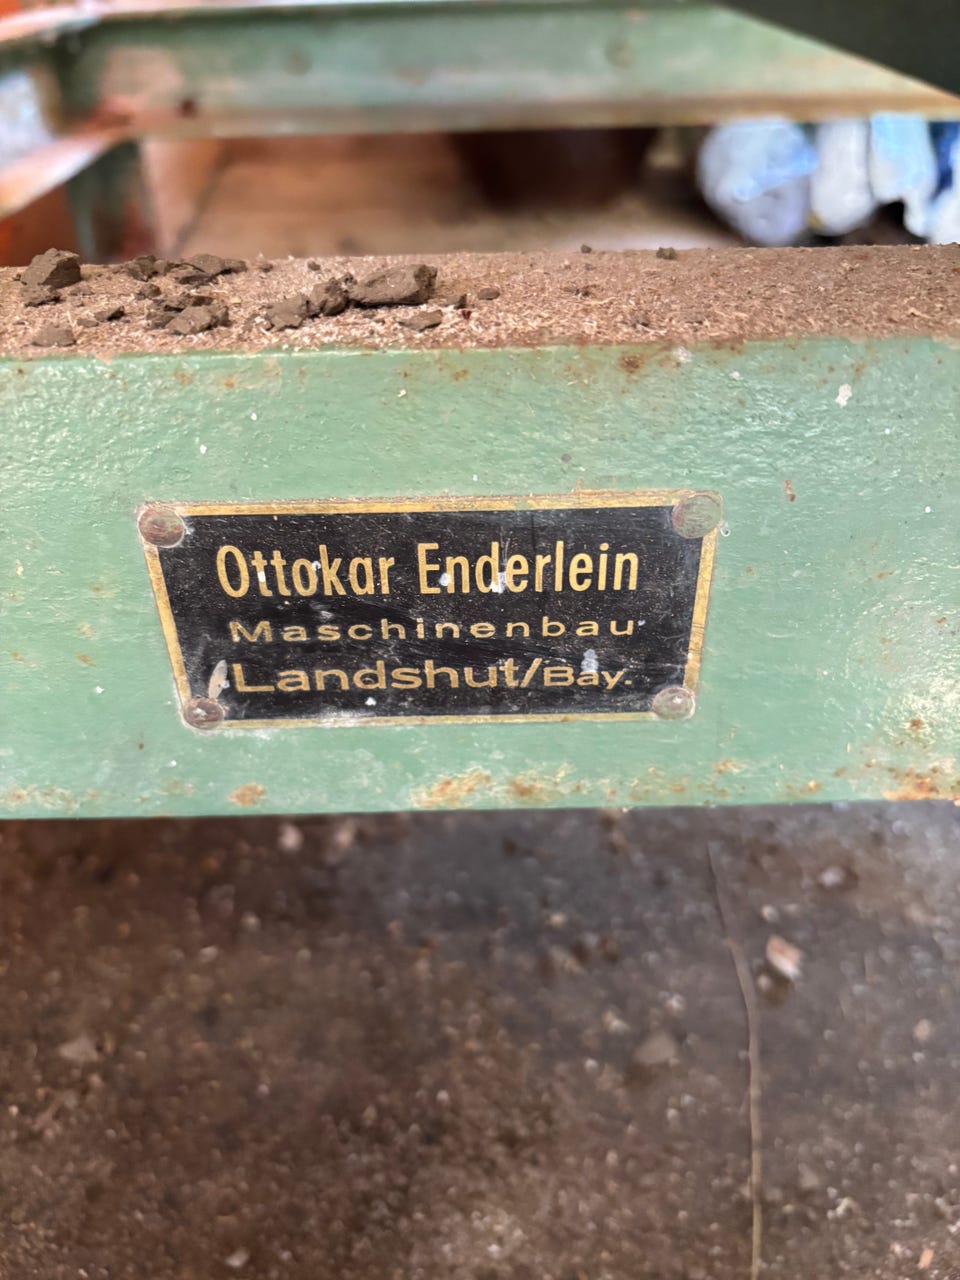 Ottokar Enderlein
Maschinenbau
Landshut/Bay.